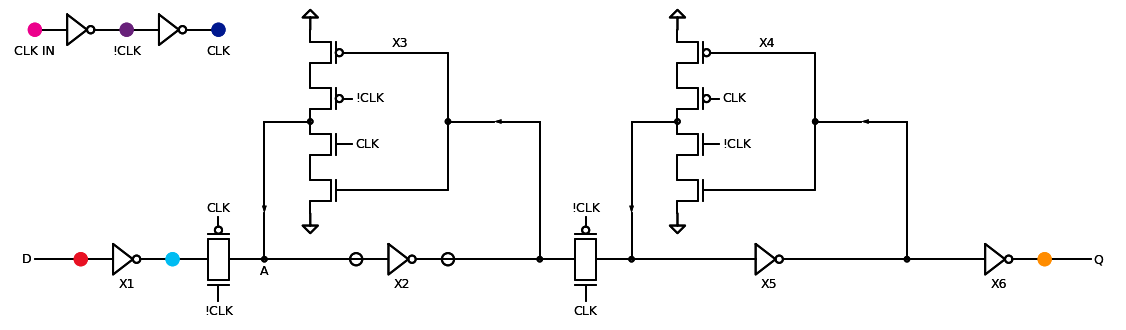 CLK IN !CLK CLK
X3 X4
!CLK CLK
CLK !CLK
CLK !CLK
D A Q
X1 X2 X5 X6
!CLK CLK